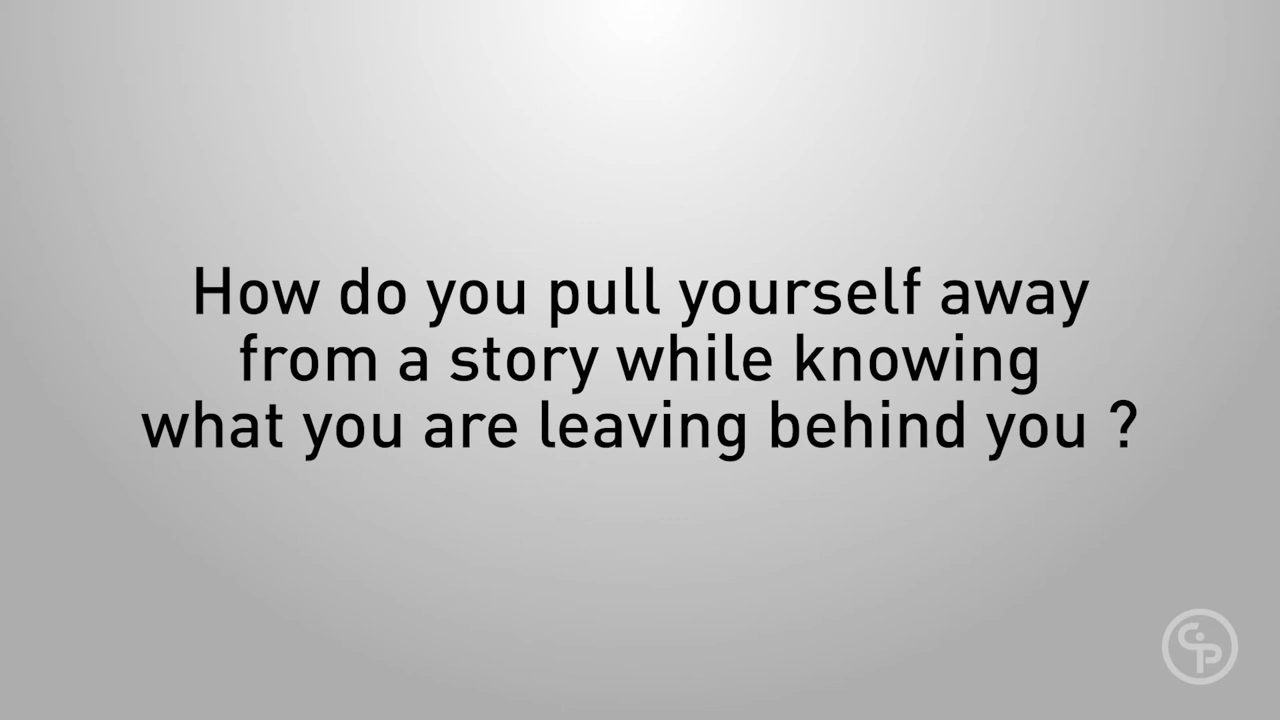 How do you pull yourself away
from a story while knowing
what you are leaving behind you ?